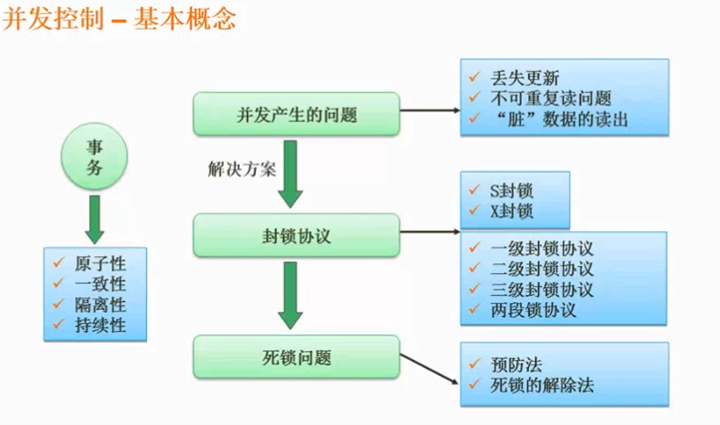 并发控制 – 基本概念
事
务
原子性
一致性
隔离性
持续性
并发产生的问题
解决方案
封锁协议
死锁问题
丢失更新
不可重复读问题
“脏”数据的读出
S封锁
X封锁
一级封锁协议
二级封锁协议
三级封锁协议
两段锁协议
预防法
死锁的解除法